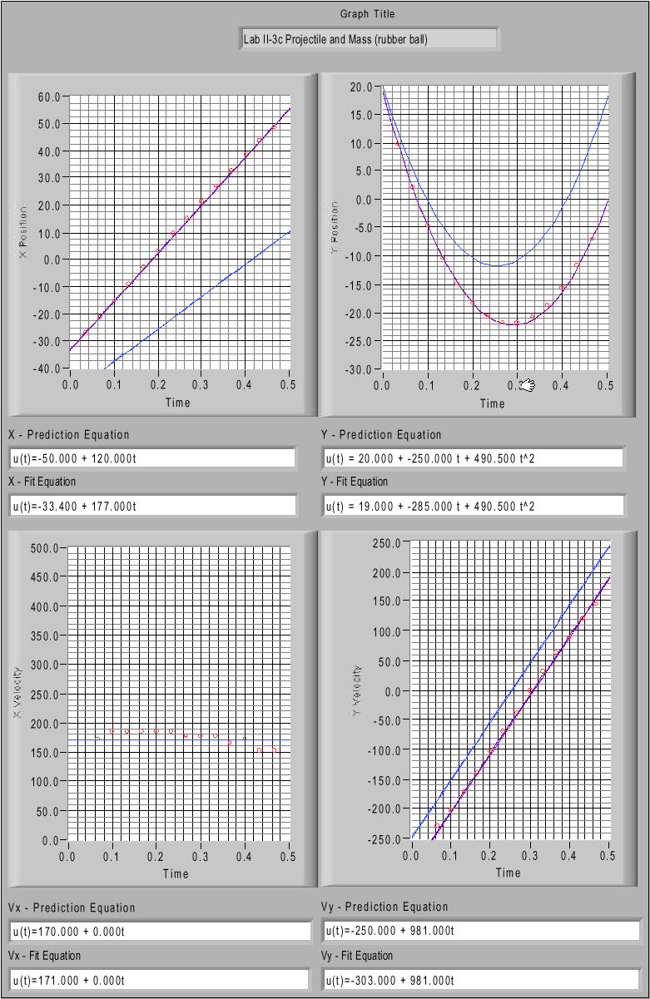 Graph Title
Lab II-3c Projectile and Mass (rubber ball)
X Position
60.0
50.0
40.0
30.0
20.0
10.0
0.0
-10.0
-20.0
-30.0
-40.0
0.0 0.1 0.2 0.3 0.4 0.5
Time
Y Position
20.0
15.0
10.0
5.0
0.0
-5.0
-10.0
-15.0
-20.0
-25.0
-30.0
0.0 0.1 0.2 0.4 0.5
Time
X - Prediction Equation
u(t)=-50.000 + 120.000t
X - Fit Equation
u(t)=-33.400 + 177.000t
Y - Prediction Equation
u(t) = 20.000 + -250.000 t + 490.500 t^2
Y - Fit Equation
u(t) = 19.000 + -285.000 t + 490.500 t^2
X Velocity
500.0
450.0
400.0
350.0
300.0
250.0
200.0
150.0
100.0
50.0
0.0
0.0 0.1 0.2 0.3 0.4 0.5
Time
Y Velocity
250.0
200.0
150.0
100.0
50.0
0.0
-50.0
-100.0
-150.0
-200.0
-250.0
0.0 0.1 0.2 0.3 0.4 0.5
Time
Vx - Prediction Equation
u(t)=170.000 + 0.000t
Vx - Fit Equation
u(t)=171.000 + 0.000t
Vy - Prediction Equation
u(t)=-250.000 + 981.000t
Vy - Fit Equation
u(t)=-303.000 + 981.000t